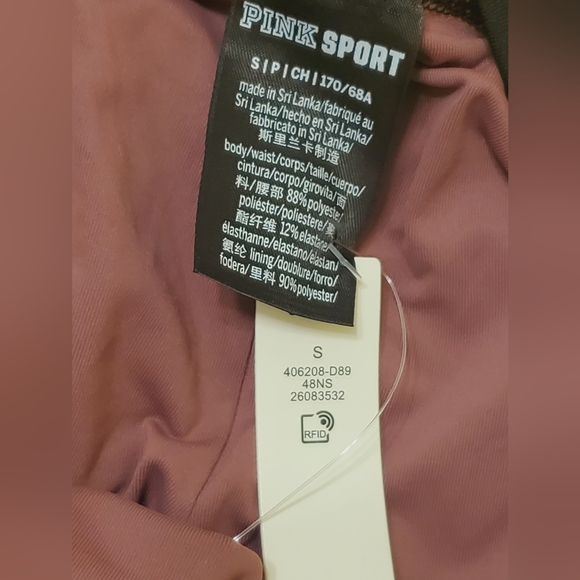 PINK SPORT
S|P|CH|170/68A
made in Sri Lanka/fabriqué au
Sri Lanka/hecho en Sri Lanka/
fabbricato in Sri Lanka/
斯里兰卡制造
body/waist/corps/taille/cuerpo/
cintura/corpo/girovita/面
料/腰部 88% polyester/
poliéster/poliestere/聚
酯纤维 12% elastane/
élasthanne/elastano/elastan/
氨纶 lining/doublure/forro/
fodera/里料 90% polyester/
S
406208-D89
48NS
26083532
RFID